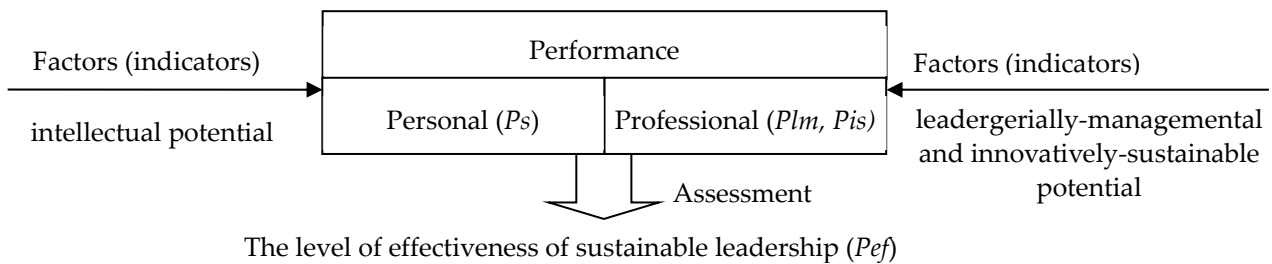 Performance
Factors (indicators)
intellectual potential
Personal (Ps)
Professional (Plm, Pis)
Factors (indicators)
leadergerially-managemental
and innovatively-sustainable
potential
Assessment
The level of effectiveness of sustainable leadership (Pef)